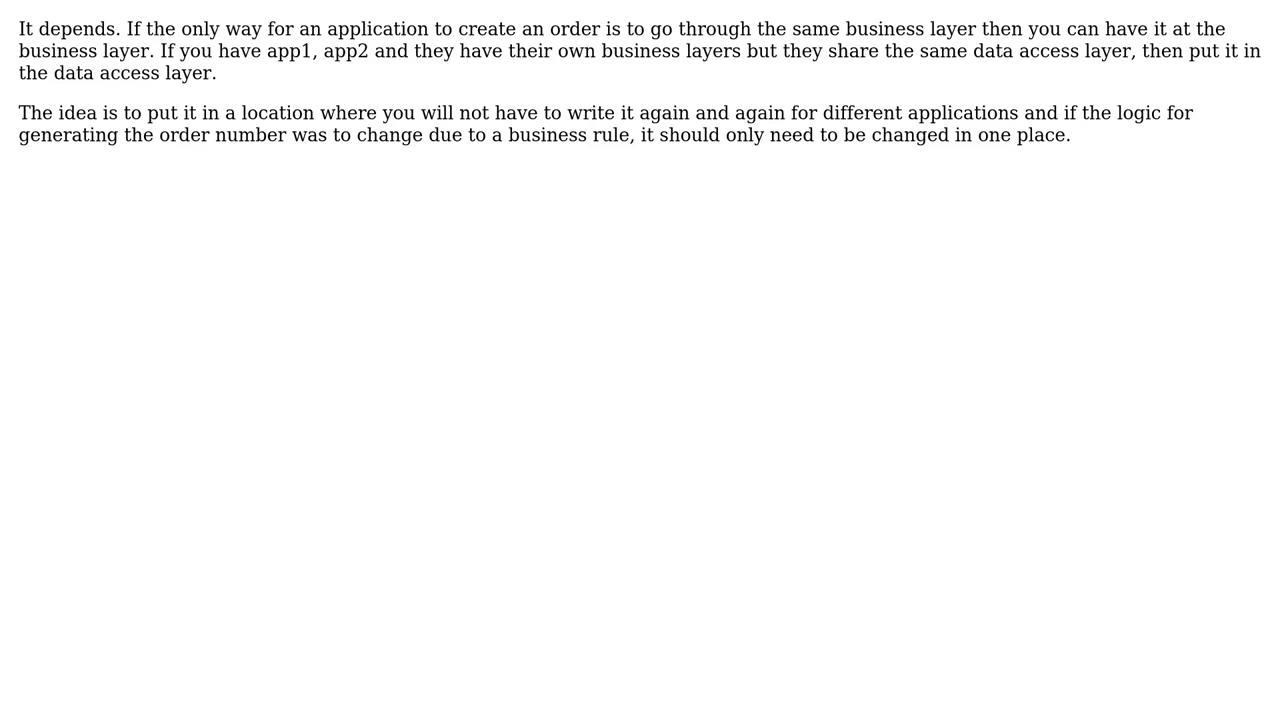 It depends. If the only way for an application to create an order is to go through the same business layer then you can have it at the
business layer. If you have app1, app2 and they have their own business layers but they share the same data access layer, then put it in
the data access layer.
The idea is to put it in a location where you will not have to write it again and again for different applications and if the logic for
generating the order number was to change due to a business rule, it should only need to be changed in one place.